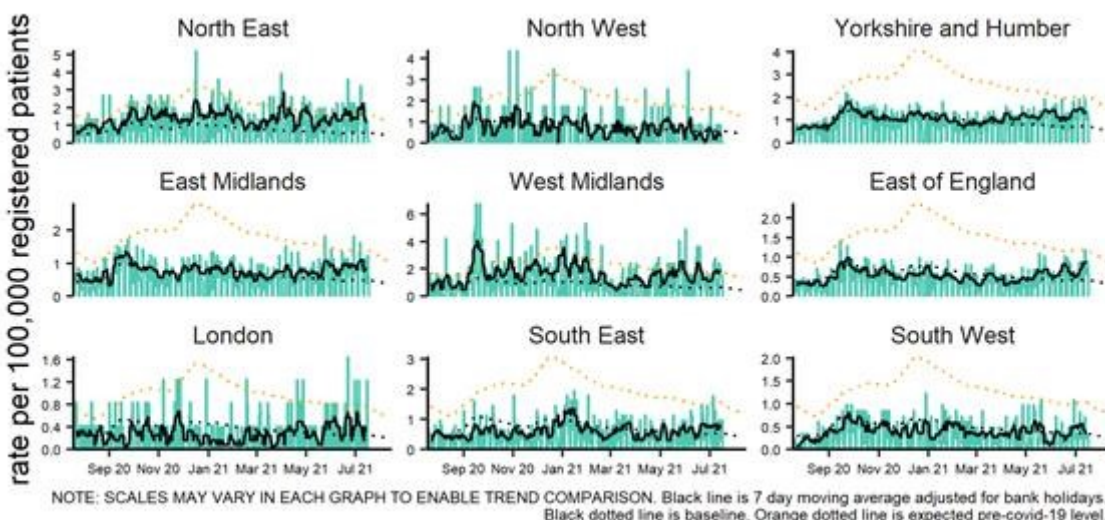 rate per 100,000 registered patients
North East
5
4
3
2
1
0
North West
4
3
2
1
0
Yorkshire and Humber
4
3
2
1
0
East Midlands
2
1
0
West Midlands
6
4
2
0
East of England
2.0
1.5
1.0
0.5
0.0
London
1.6
1.2
0.8
0.4
0.0
Sep 20 Nov 20 Jan 21 Mar 21 May 21 Jul 21
South East
3
2
1
0
Sep 20 Nov 20 Jan 21 Mar 21 May 21 Jul 21
South West
2.0
1.5
1.0
0.5
0.0
Sep 20 Nov 20 Jan 21 Mar 21 May 21 Jul 21
NOTE: SCALES MAY VARY IN EACH GRAPH TO ENABLE TREND COMPARISON. Black line is 7 day moving average adjusted for bank holidays.
Black dotted line is baseline. Orange dotted line is expected pre-covid-19 level